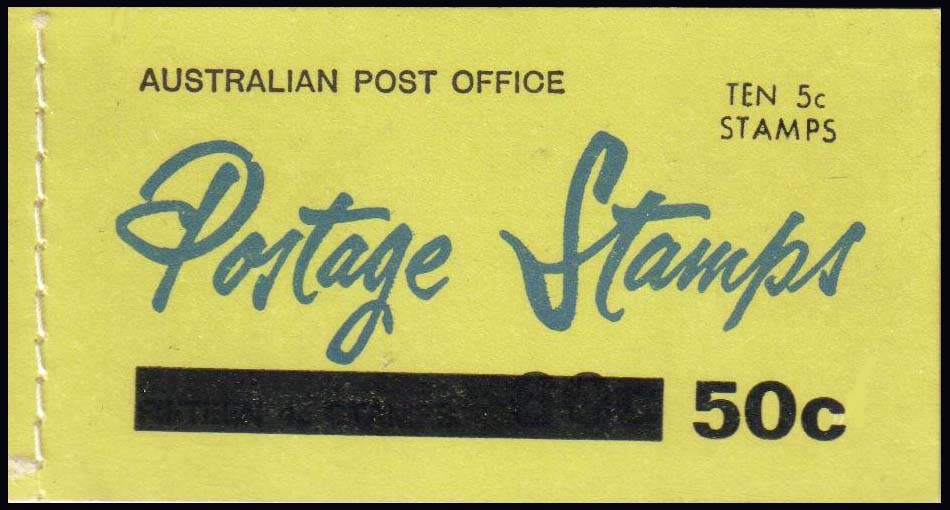 AUSTRALIAN POST OFFICE
TEN 5c
STAMPS
Postage Stamps
50c